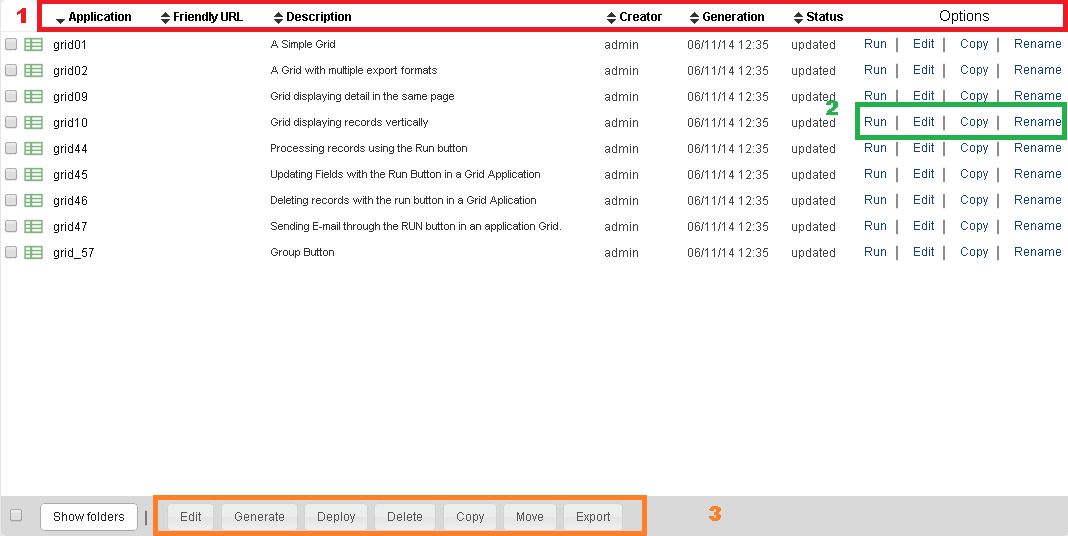 1 Application Friendly URL Description Creator Generation Status Options
grid01 A Simple Grid admin 06/11/14 12:35 updated Run | Edit | Copy | Rename
grid02 A Grid with multiple export formats admin 06/11/14 12:35 updated Run | Edit | Copy | Rename
grid09 Grid displaying detail in the same page admin 06/11/14 12:35 updated Run | Edit | Copy | Rename
2
grid10 Grid displaying records vertically admin 06/11/14 12:35 updated Run | Edit | Copy | Rename
grid44 Processing records using the Run button admin 06/11/14 12:35 updated Run | Edit | Copy | Rename
grid45 Updating Fields with the Run Button in a Grid Application admin 06/11/14 12:35 updated Run | Edit | Copy | Rename
grid46 Deleting records with the run button in a Grid Aplication admin 06/11/14 12:35 updated Run | Edit | Copy | Rename
grid47 Sending E-mail through the RUN button in an application Grid. admin 06/11/14 12:35 updated Run | Edit | Copy | Rename
grid_57 Group Button admin 06/11/14 12:35 updated Run | Edit | Copy | Rename
Show folders | Edit Generate Deploy Delete Copy Move Export 3